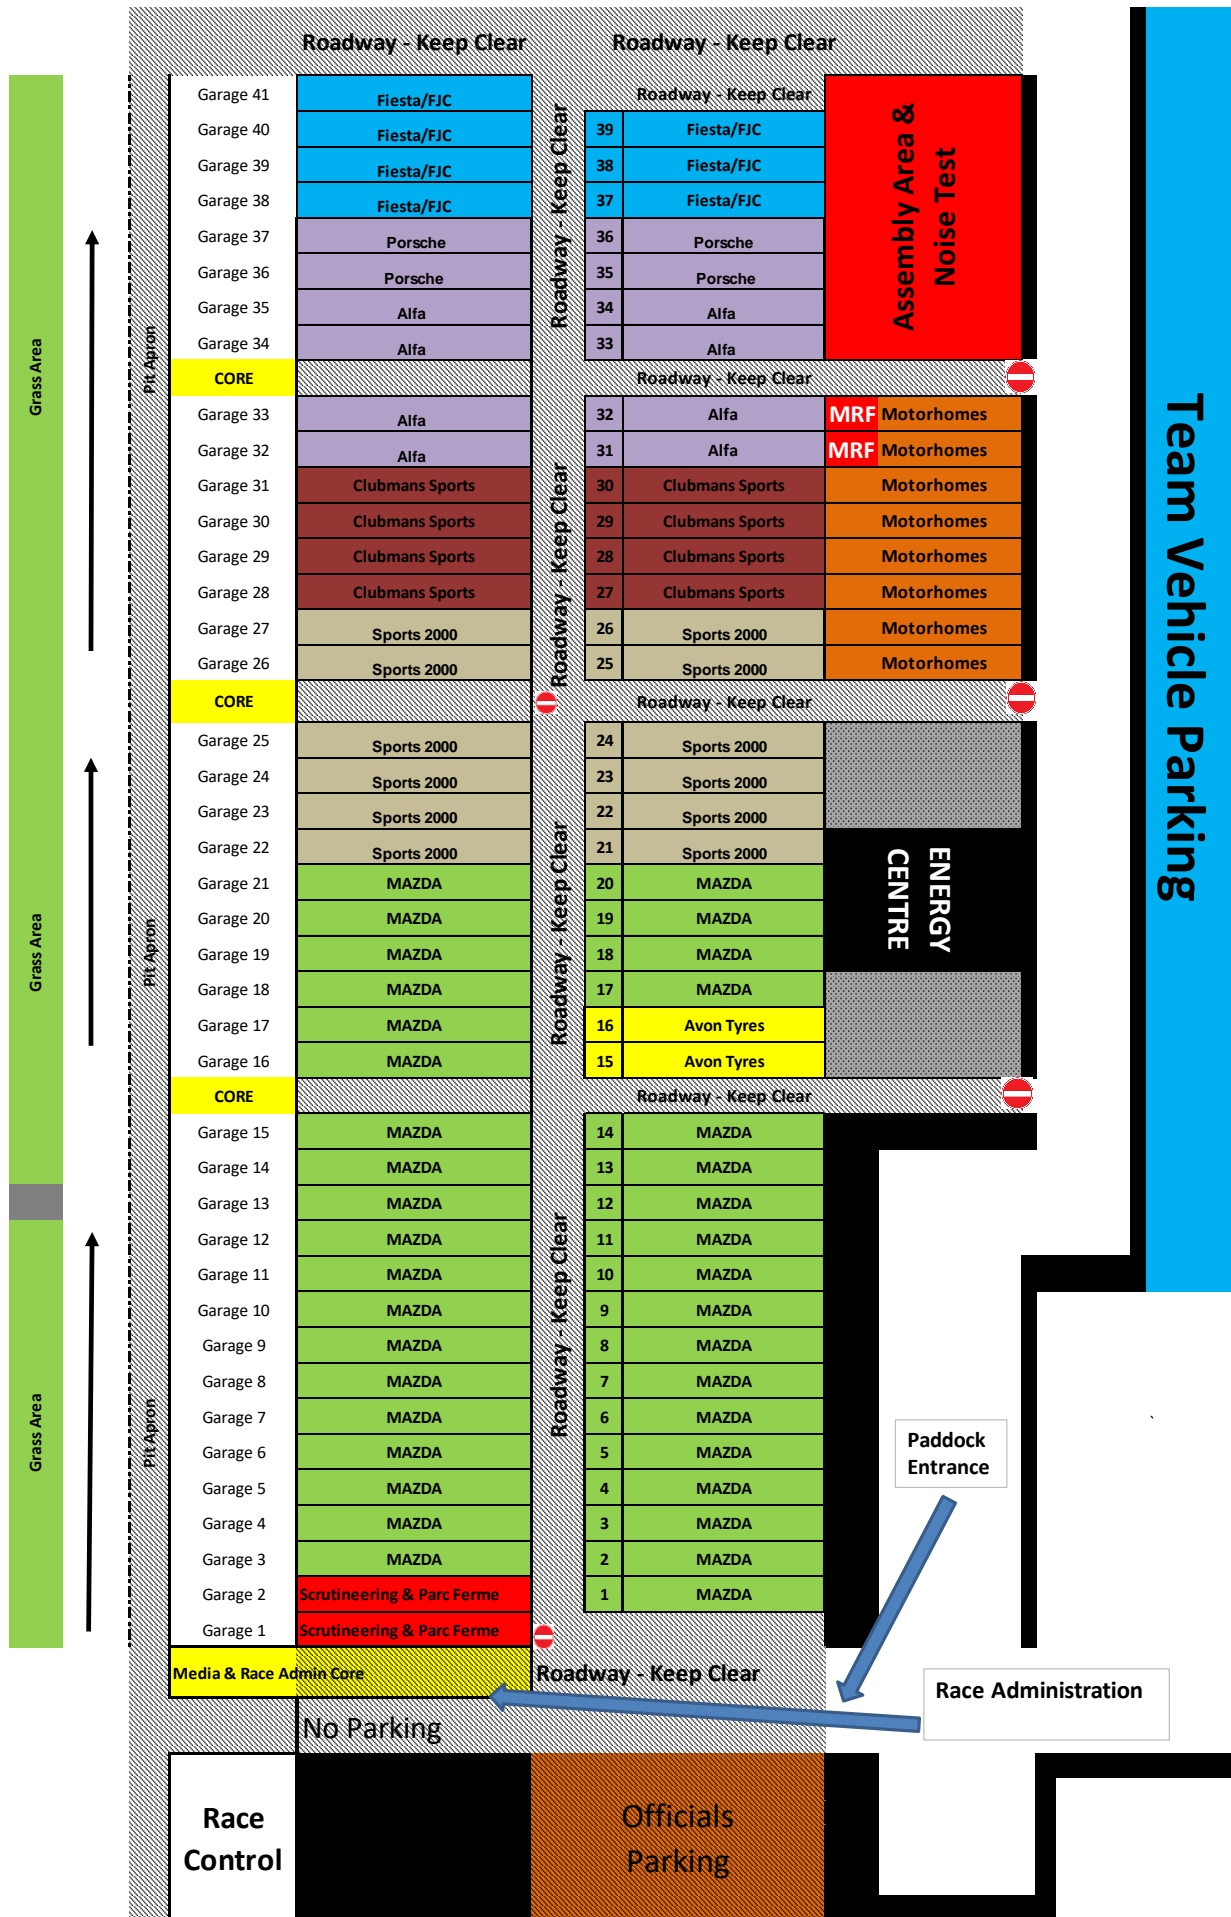 Roadway - Keep Clear Roadway - Keep Clear
Garage 41 Fiesta/FJC Roadway - Keep Clear
Garage 40 Fiesta/FJC 39 Fiesta/FJC
Garage 39 Fiesta/FJC 38 Fiesta/FJC
Garage 38 Fiesta/FJC 37 Fiesta/FJC
Garage 37 Porsche 36 Porsche
Garage 36 Porsche 35 Porsche
Garage 35 Alfa 34 Alfa
Garage 34 Alfa 33 Alfa
Roadway - Keep Clear
Assembly Area &
Noise Test
Grass Area
Pit Apron
CORE Roadway - Keep Clear
Garage 33 Alfa 32 Alfa MRF Motorhomes
Garage 32 Alfa 31 Alfa MRF Motorhomes
Garage 31 Clubmans Sports 30 Clubmans Sports Motorhomes
Garage 30 Clubmans Sports 29 Clubmans Sports Motorhomes
Garage 29 Clubmans Sports 28 Clubmans Sports Motorhomes
Garage 28 Clubmans Sports 27 Clubmans Sports Motorhomes
Garage 27 Sports 2000 26 Sports 2000 Motorhomes
Garage 26 Sports 2000 25 Sports 2000 Motorhomes
Roadway - Keep Clear
Team Vehicle Parking
CORE Roadway - Keep Clear
Garage 25 Sports 2000 24 Sports 2000
Garage 24 Sports 2000 23 Sports 2000
Garage 23 Sports 2000 22 Sports 2000
Garage 22 Sports 2000 21 Sports 2000
Garage 21 MAZDA 20 MAZDA
Garage 20 MAZDA 19 MAZDA
Garage 19 MAZDA 18 MAZDA
Garage 18 MAZDA 17 MAZDA
Garage 17 MAZDA 16 Avon Tyres
Garage 16 MAZDA 15 Avon Tyres
Roadway - Keep Clear
ENERGY
CENTRE
Grass Area
Pit Apron
CORE Roadway - Keep Clear
Garage 15 MAZDA 14 MAZDA
Garage 14 MAZDA 13 MAZDA
Garage 13 MAZDA 12 MAZDA
Garage 12 MAZDA 11 MAZDA
Garage 11 MAZDA 10 MAZDA
Garage 10 MAZDA 9 MAZDA
Garage 9 MAZDA 8 MAZDA
Garage 8 MAZDA 7 MAZDA
Garage 7 MAZDA 6 MAZDA
Garage 6 MAZDA 5 MAZDA
Garage 5 MAZDA 4 MAZDA
Garage 4 MAZDA 3 MAZDA
Garage 3 MAZDA 2 MAZDA
Garage 2 Scrutineering & Parc Ferme 1 MAZDA
Garage 1 Scrutineering & Parc Ferme
Roadway - Keep Clear
Grass Area
Pit Apron
Paddock
Entrance
Media & Race Admin Core Roadway - Keep Clear
Race Administration
No Parking
Race
Control
Officials
Parking